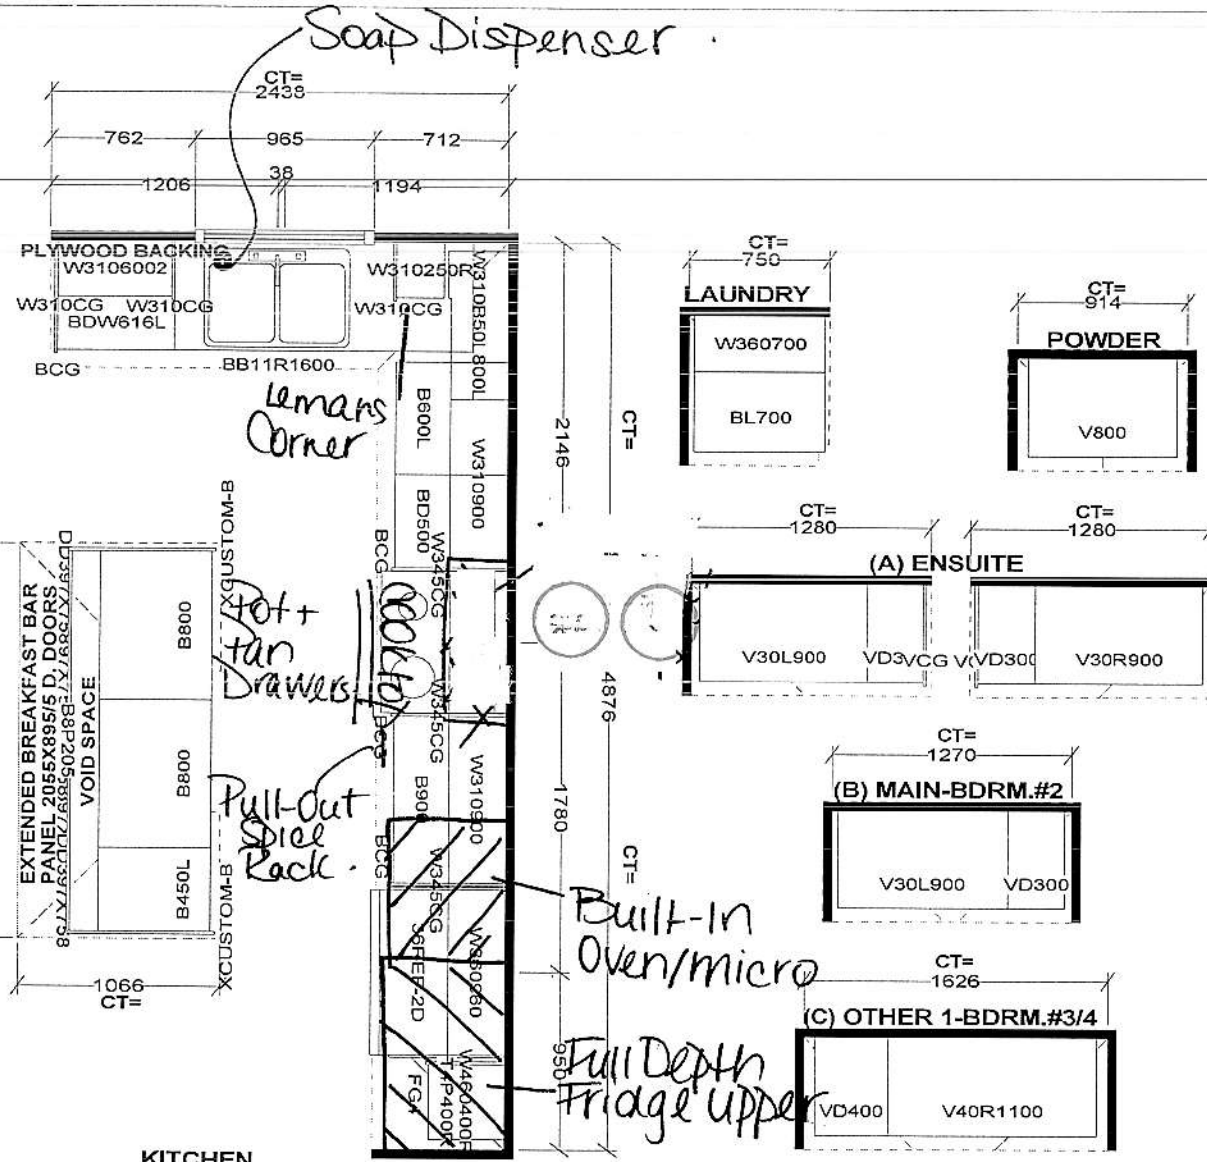 Soap Dispenser
CT=
2438
762
965
712
1206
38
1194
PLYWOOD BACKING
W3106002
W310CG
W310CG
BDW616L
BCG
BB11R1600
W310250R
W310CG
W310B50L
800L
Lemans
Corner
B600L
BD500
W310900
BCG
W345CG
2146
CT=
4876
CT=
750
LAUNDRY
W360700
BL700
CT=
914
POWDER
V800
CT=
1280
CT=
1280
(A) ENSUITE
V30L900
VCG
VD300
V30R900
EXTENDED BREAKFAST BAR
PANEL 2055X895/5 D. DOORS
VOID SPACE
B800
B800
B450L
XCUSTOM-B
XCUSTOM-B
1066
CT=
Pot +
Pan
Drawers
Cooktop
BCG
W345CG
Pull-Out
Spice
Rack.
W310900
BCG
W345CG
1780
CT=
Built-In
Oven/micro
950
Full Depth
Fridge Upper
W460400R
FG4
CT=
1270
(B) MAIN-BDRM.#2
V30L900
VD300
CT=
1626
(C) OTHER 1-BDRM.#3/4
VD400
V40R1100
KITCHEN